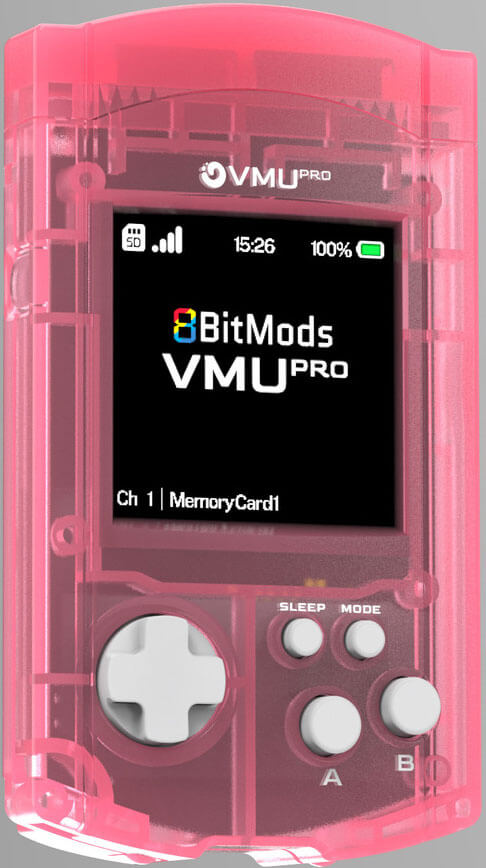 VMU PRO
SD
15:26
100%
8BitMods
VMU PRO
Ch 1 | MemoryCard1
SLEEP MODE
A
B